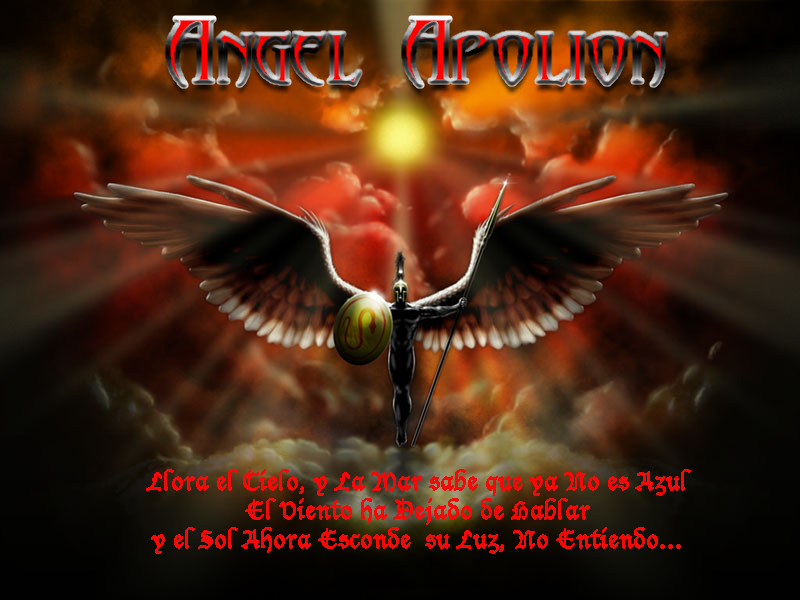 Angel Apolion
Llora el Cielo, y La Mar sabe que ya No es Azul
El Viento ha Dejado de Hablar
y el Sol Ahora Esconde su Luz, No Entiendo...